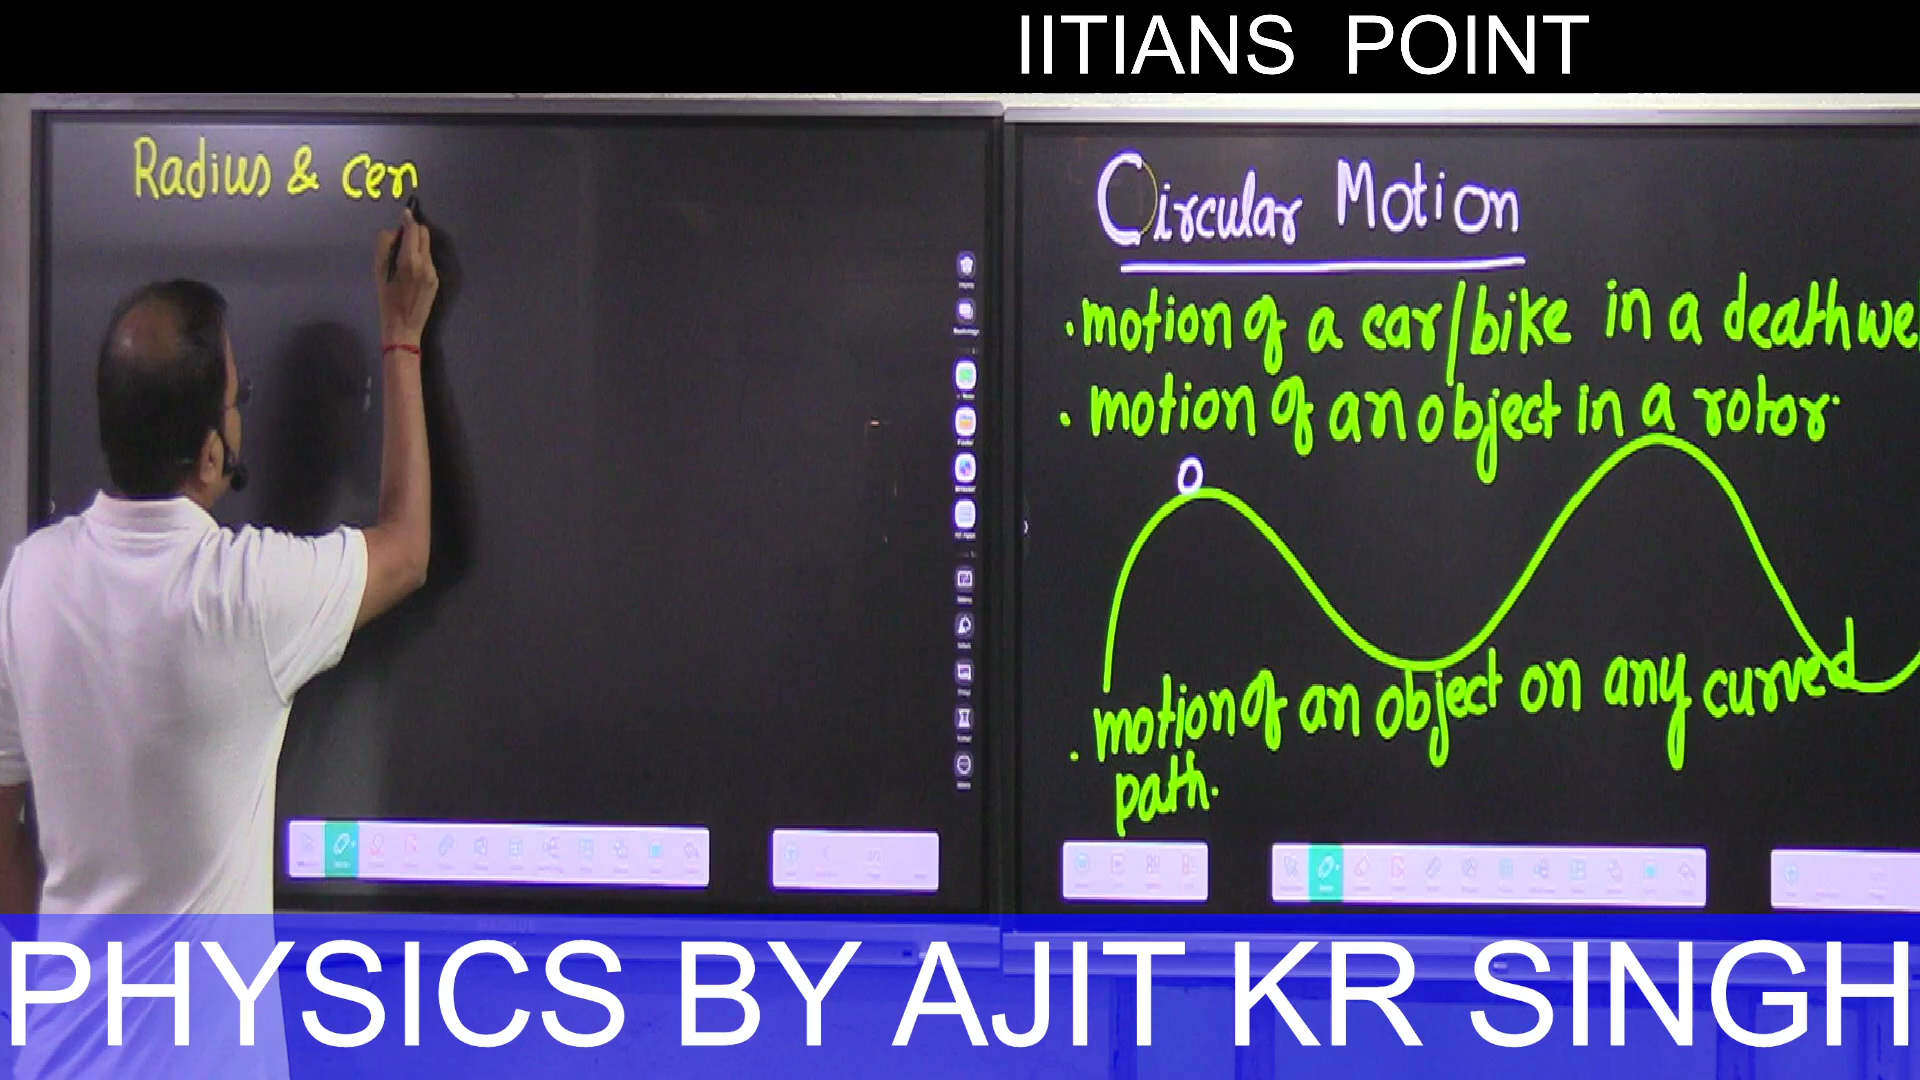 IITIANS POINT
Radius & cen
Circular Motion
• motion of a car/bike in a deathwe
• motion of an object in a rotor.
• motion of an object on any curved
path.
PHYSICS BY AJIT KR SINGH